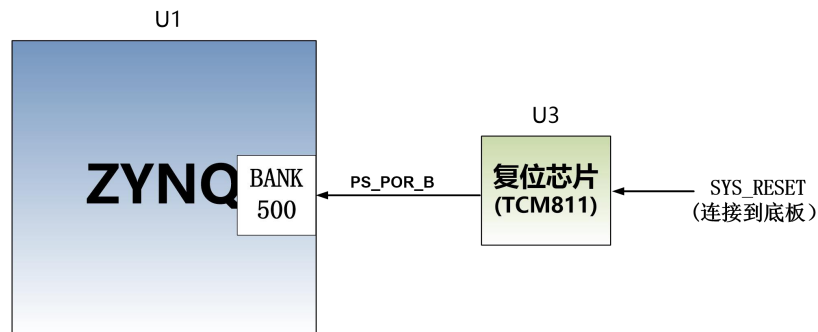 U1
ZYNQ
BANK
500
PS_POR_B
U3
复位芯片
(TCM811)
SYS_RESET
(连接到底板）